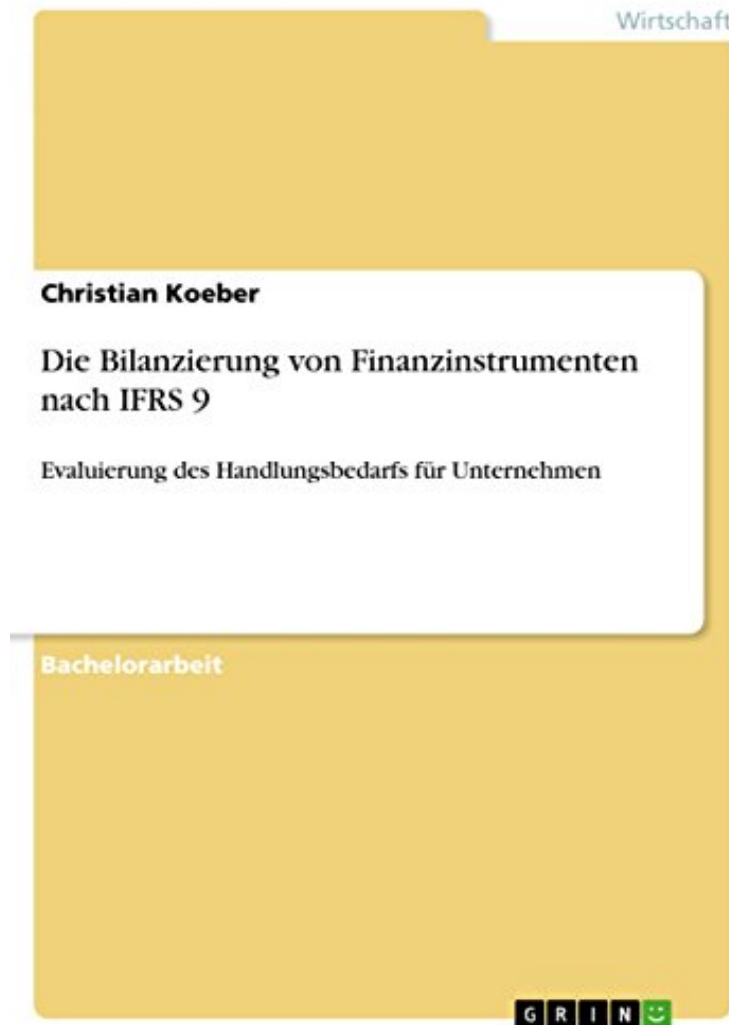 Wirtschaft
Christian Koeber
Die Bilanzierung von Finanzinstrumenten
nach IFRS 9
Evaluierung des Handlungsbedarfs für Unternehmen
Bachelorarbeit
GRIN